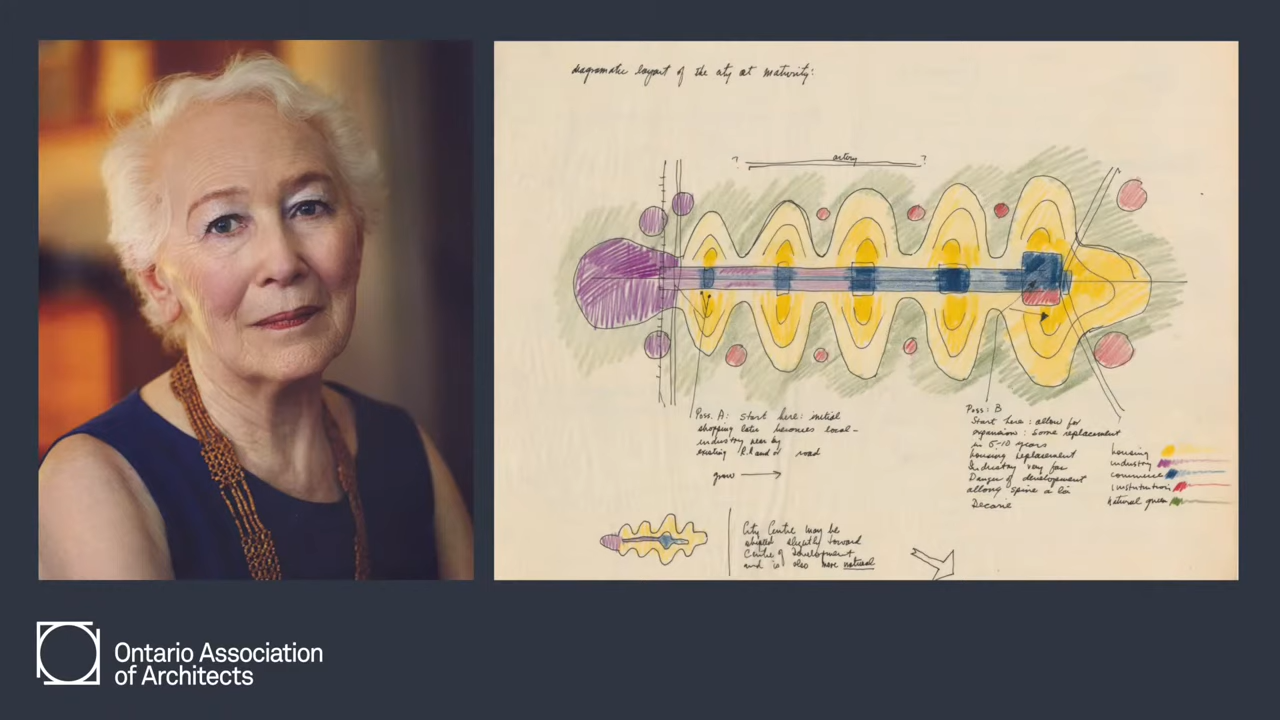 diagramatic layout of the city at maturity:
? artery ?
Poss. A: start here: initial
shopping later becomes local-
industry near by
existing R.R and or road
grow
Poss: B
Start here: allow for
expansion: some replacement
in 5-10 years
housing replacement
Industry very far
Danger of development
allong spine a la
housing
industry
commerce
institution
natural green
City Centre may be
shifted slightly toward
Centre of Development
and is also more natural
Ontario Association
of Architects